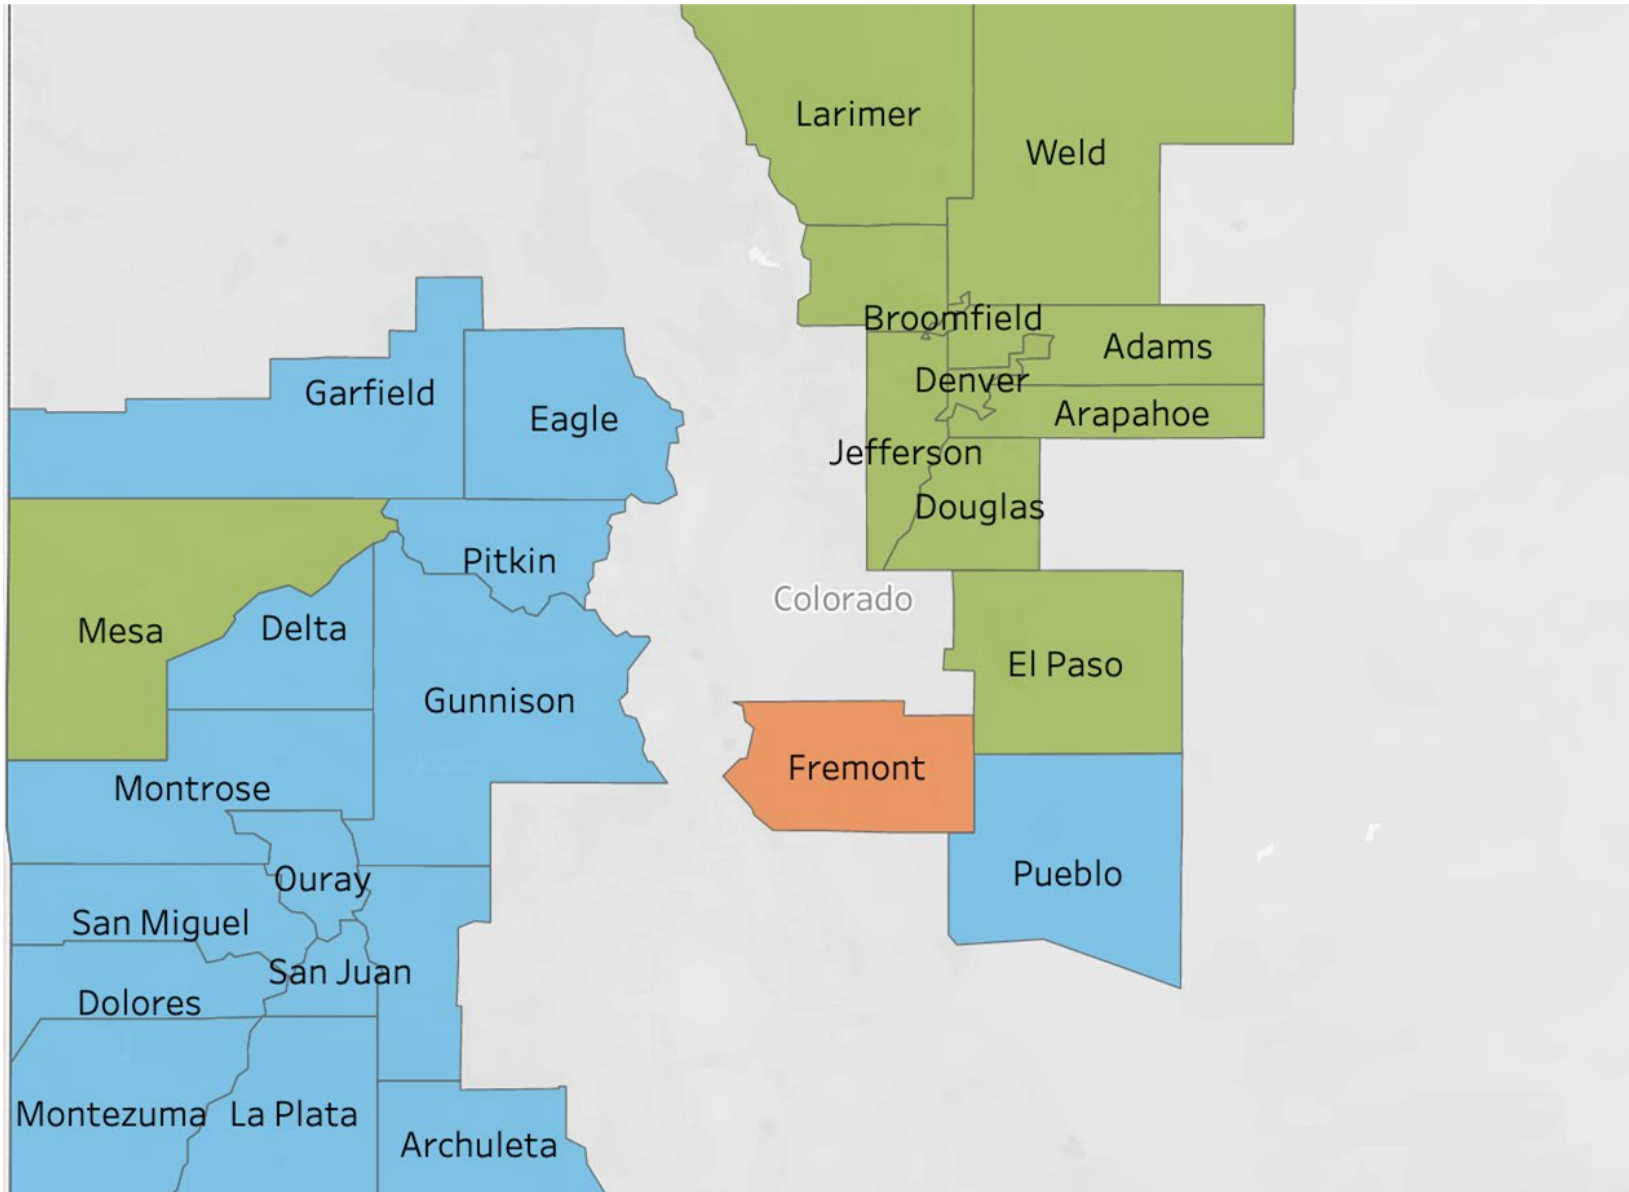 Larimer
Weld
Broomfield
Adams
Denver
Garfield
Eagle
Arapahoe
Jefferson
Douglas
Pitkin
Colorado
Mesa
Delta
El Paso
Gunnison
Fremont
Montrose
Pueblo
Ouray
San Miguel
San Juan
Dolores
Montezuma
La Plata
Archuleta